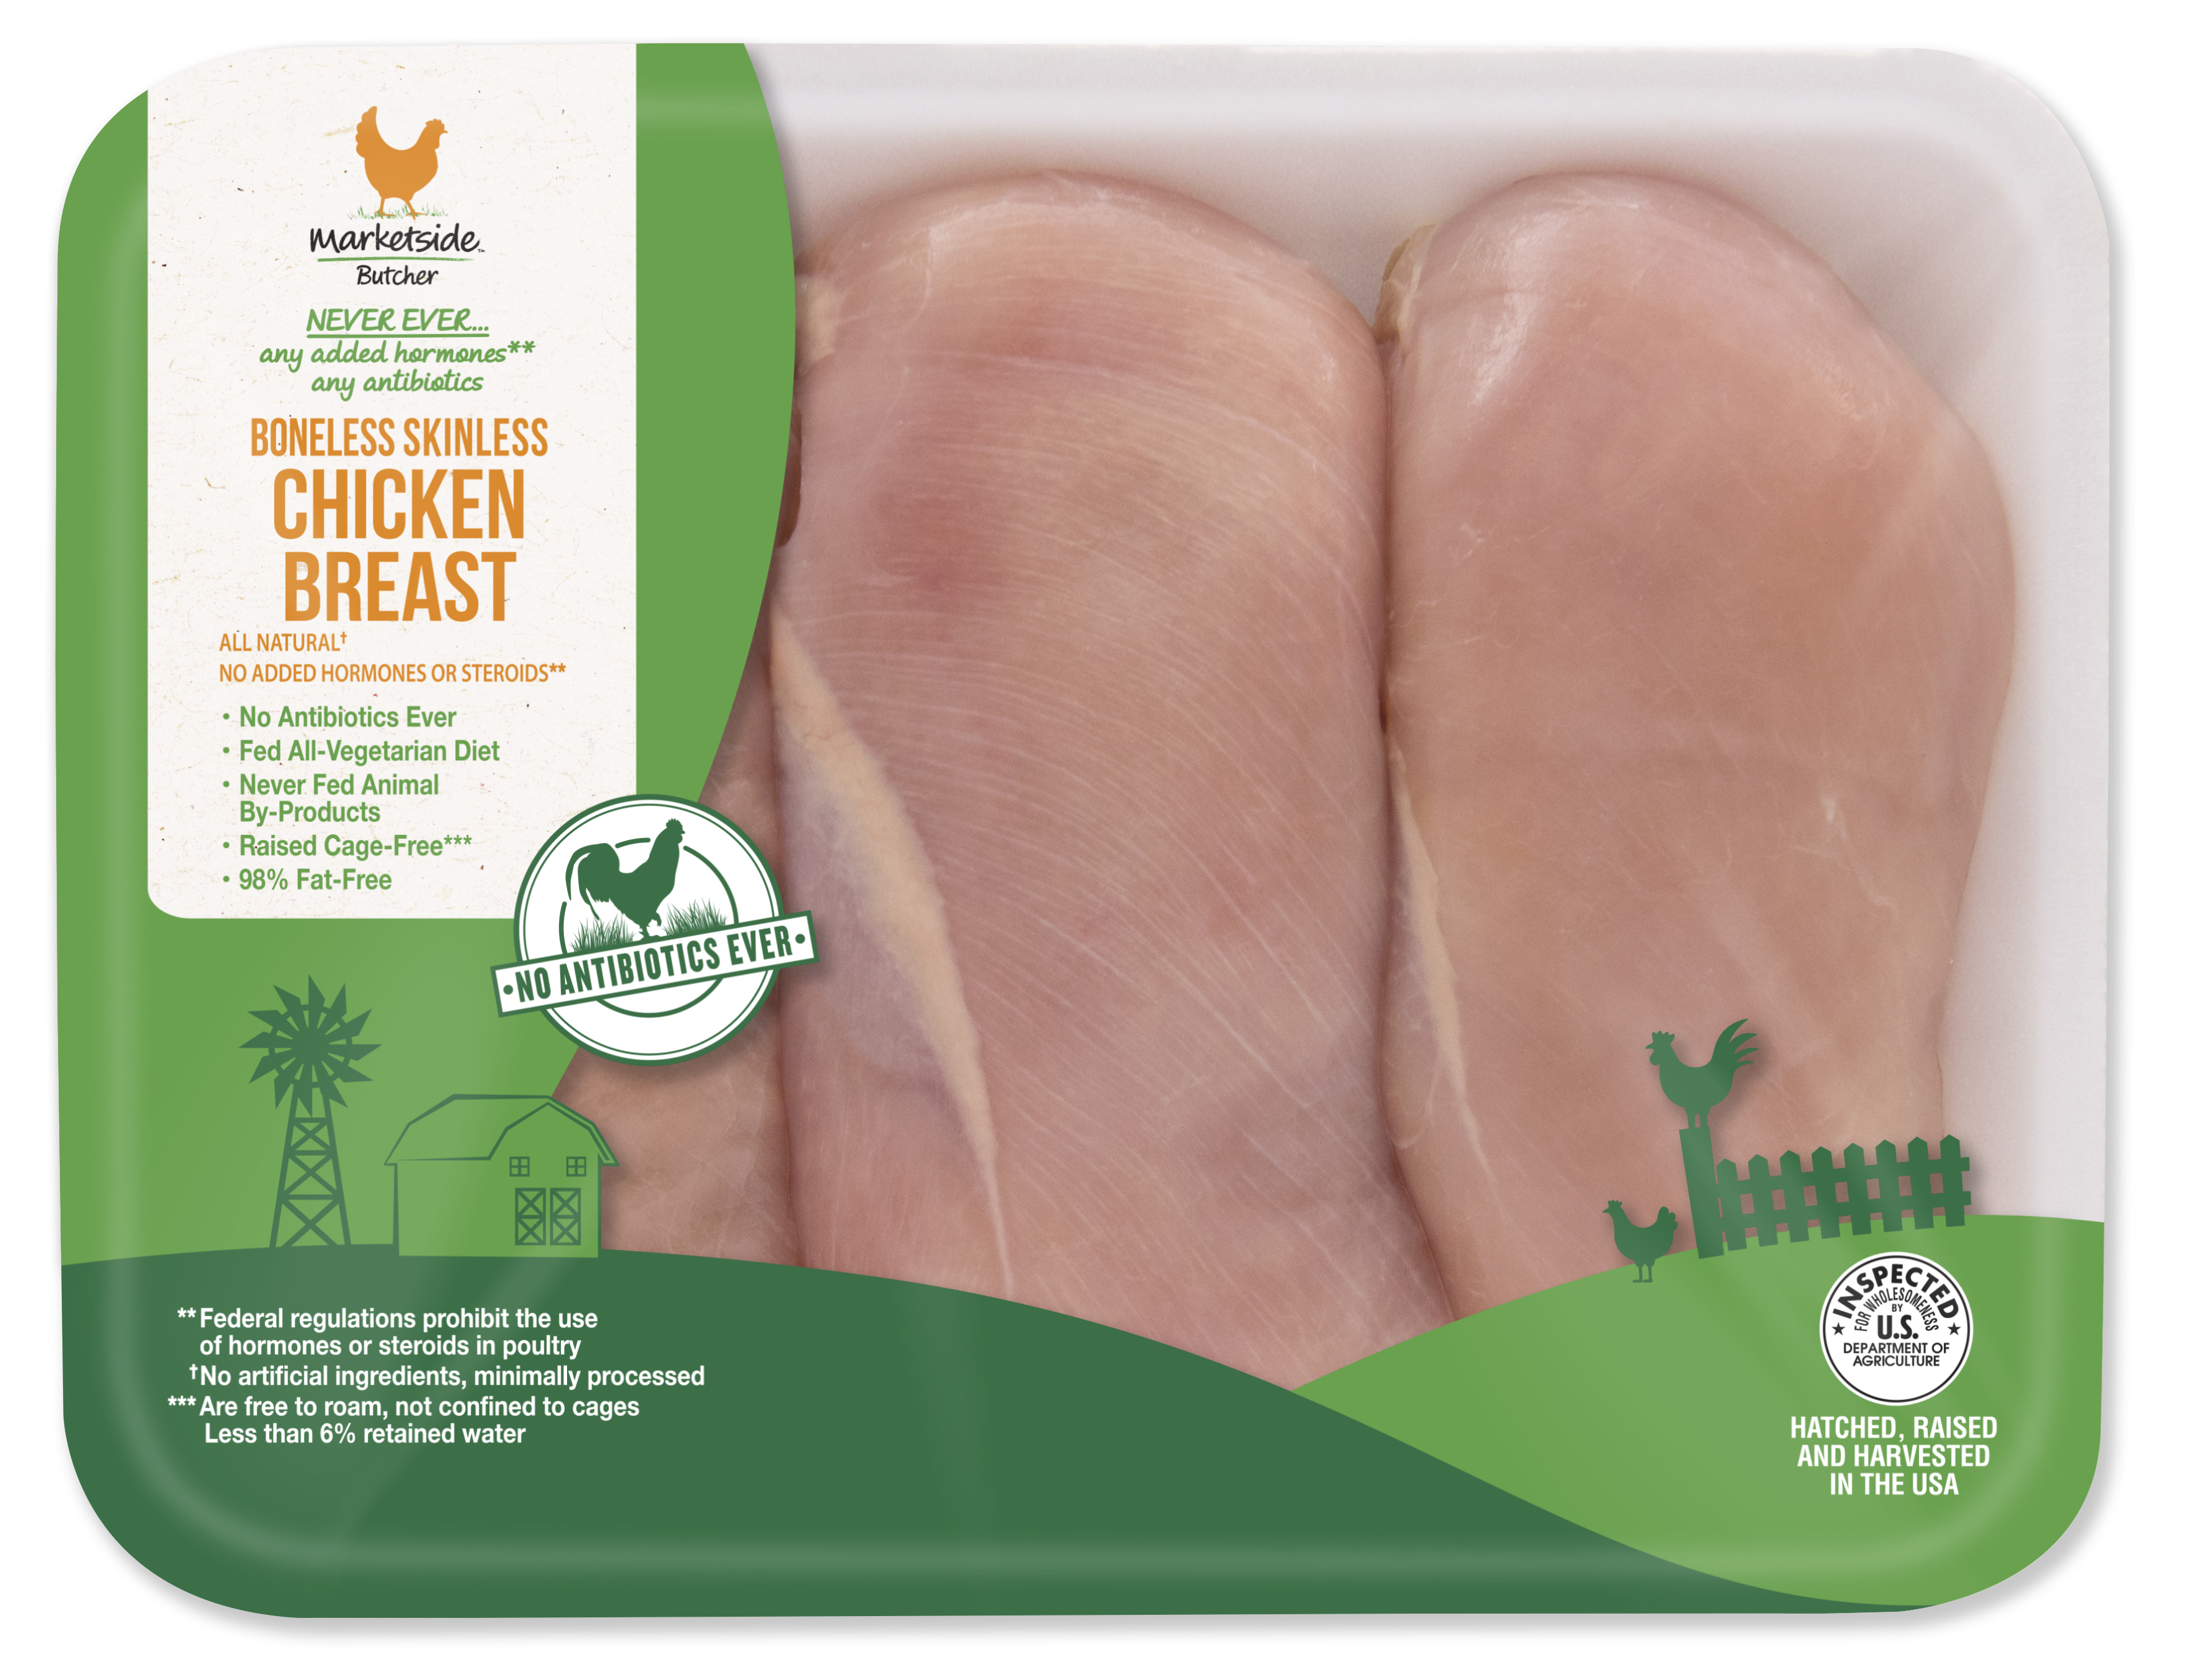 Marketside™
Butcher
NEVER EVER...
any added hormones**
any antibiotics
BONELESS SKINLESS
CHICKEN
BREAST
ALL NATURAL†
NO ADDED HORMONES OR STEROIDS**
• No Antibiotics Ever
• Fed All-Vegetarian Diet
• Never Fed Animal
By-Products
• Raised Cage-Free***
• 98% Fat-Free
•NO ANTIBIOTICS EVER•
**Federal regulations prohibit the use
of hormones or steroids in poultry
†No artificial ingredients, minimally processed
***Are free to roam, not confined to cages
Less than 6% retained water
INSPECTED
FOR WHOLESOMENESS
BY
U.S.
DEPARTMENT OF
AGRICULTURE
HATCHED, RAISED
AND HARVESTED
IN THE USA